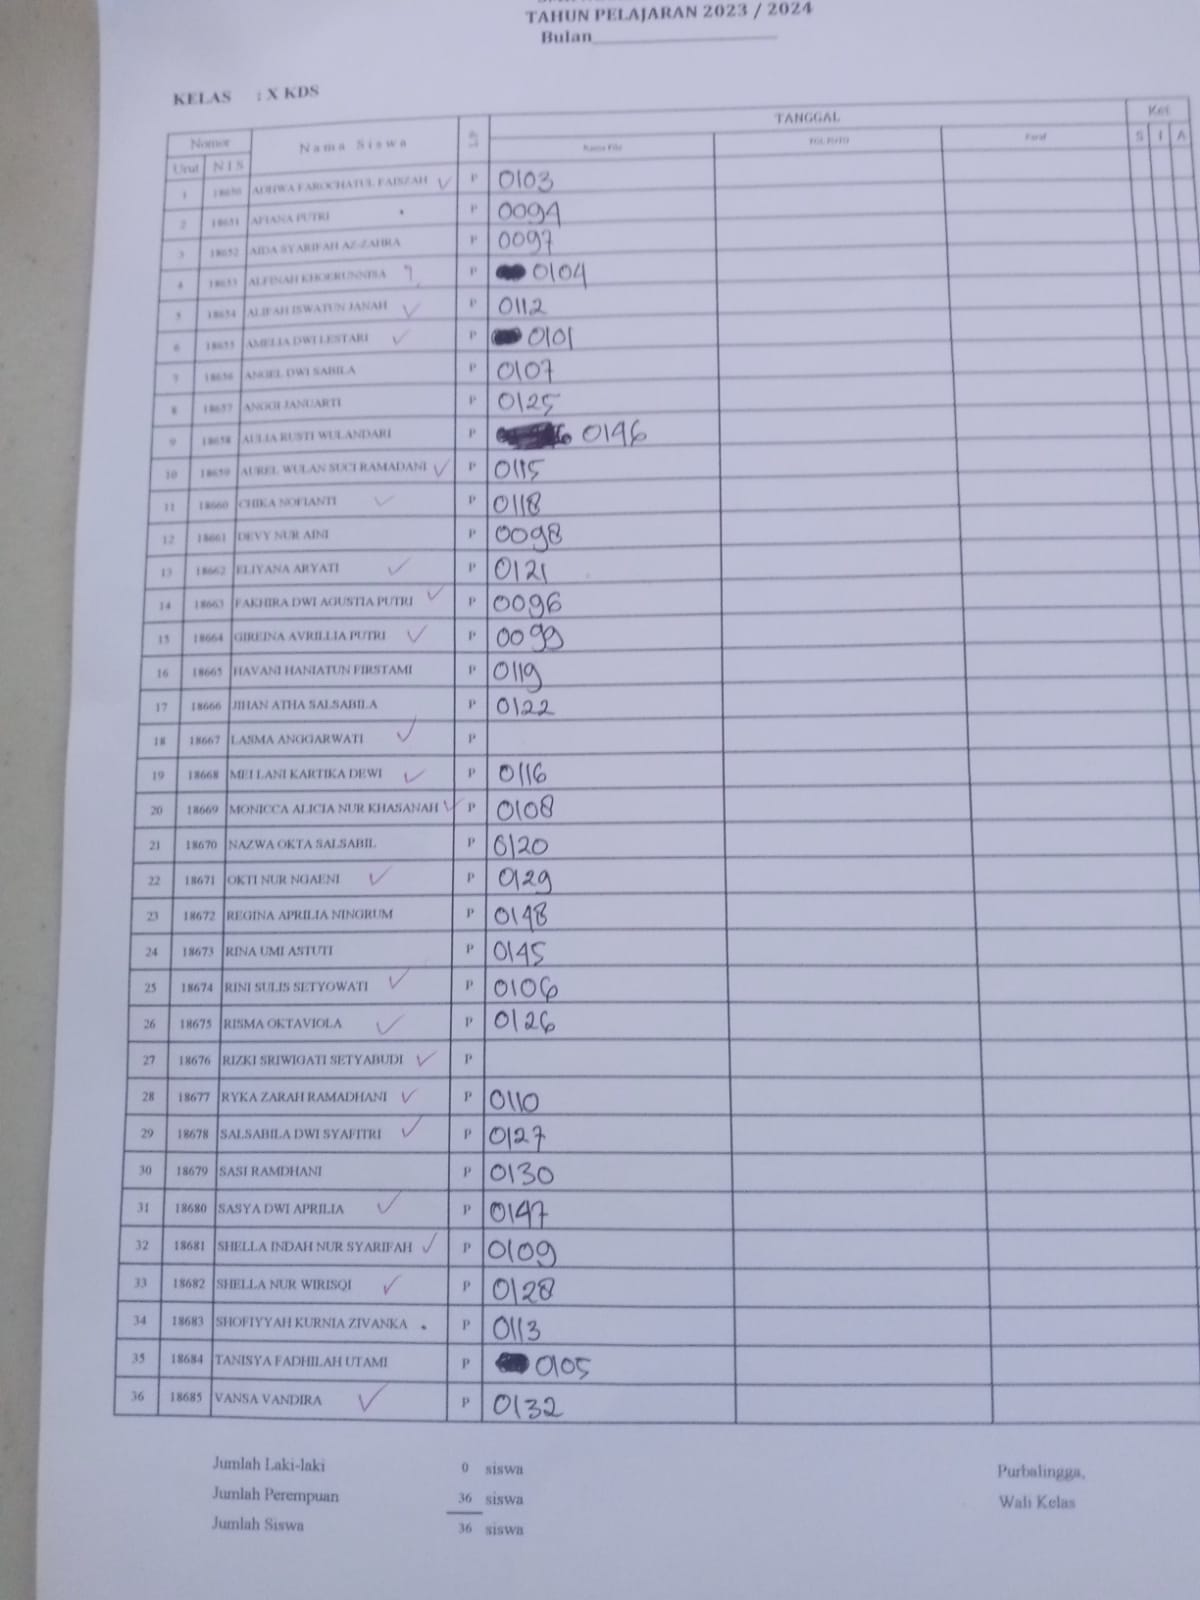 TAHUN PELAJARAN 2023 / 2024
Bulan
KELAS : X KDS
Nomor Nama Siswa L/P TANGGAL Ket
Urut NIS Nama File TGL FOTO Paraf S I A
1 18650 ADHWA FAROCHATUL FAISZAH ✓ P 0103
2 18651 AFIANA PUTRI P 0094
3 18652 AIDA SYARIFAH AZ-ZAHRA P 0097
4 18653 ALFINAH KHOERUNNISA ? P 0104
5 18654 ALIFAH ISWATUN JANAH ✓ P 0112
6 18655 AMELIA DWI LESTARI ✓ P 0101
7 18656 ANGEL DWI SABILA P 0107
8 18657 ANGGI JANUARTI P 0125
9 18658 AULIA RUSTI WULANDARI P 0146
10 18659 AUREL WULAN SUCI RAMADANI ✓ P 0115
11 18660 CHIKA NOFIANTI ✓ P 0118
12 18661 DEVY NUR AINI P 0098
13 18662 ELIYANA ARYATI ✓ P 0121
14 18663 FAKHIRA DWI AGUSTIA PUTRI ✓ P 0096
15 18664 GIREINA AVRILLIA PUTRI ✓ P 0099
16 18665 HAVANI HANIATUN FIRSTAMI P 0119
17 18666 JIHAN ATHA SALSABILA P 0122
18 18667 LASMA ANGGARWATI ✓ P
19 18668 MEI LANI KARTIKA DEWI ✓ P 0116
20 18669 MONICCA ALICIA NUR KHASANAH ✓ P 0108
21 18670 NAZWA OKTA SALSABIL P 0120
22 18671 OKTI NUR NGAENI ✓ P 0129
23 18672 REGINA APRILIA NINGRUM P 0148
24 18673 RINA UMI ASTUTI P 0145
25 18674 RINI SULIS SETYOWATI ✓ P 0106
26 18675 RISMA OKTAVIOLA ✓ P 0126
27 18676 RIZKI SRIWIGATI SETYABUDI ✓ P
28 18677 RYKA ZARAH RAMADHANI ✓ P 0110
29 18678 SALSABILA DWI SYAFITRI ✓ P 0127
30 18679 SASI RAMDHANI P 0130
31 18680 SASYA DWI APRILIA ✓ P 0147
32 18681 SHELLA INDAH NUR SYARIFAH ✓ P 0109
33 18682 SHELLA NUR WIRISQI ✓ P 0128
34 18683 SHOFIYYAH KURNIA ZIVANKA P 0113
35 18684 TANISYA FADHILAH UTAMI P 0105
36 18685 VANSA VANDIRA ✓ P 0132
Jumlah Laki-laki 0 siswa Purbalingga,
Jumlah Perempuan 36 siswa Wali Kelas
Jumlah Siswa 36 siswa